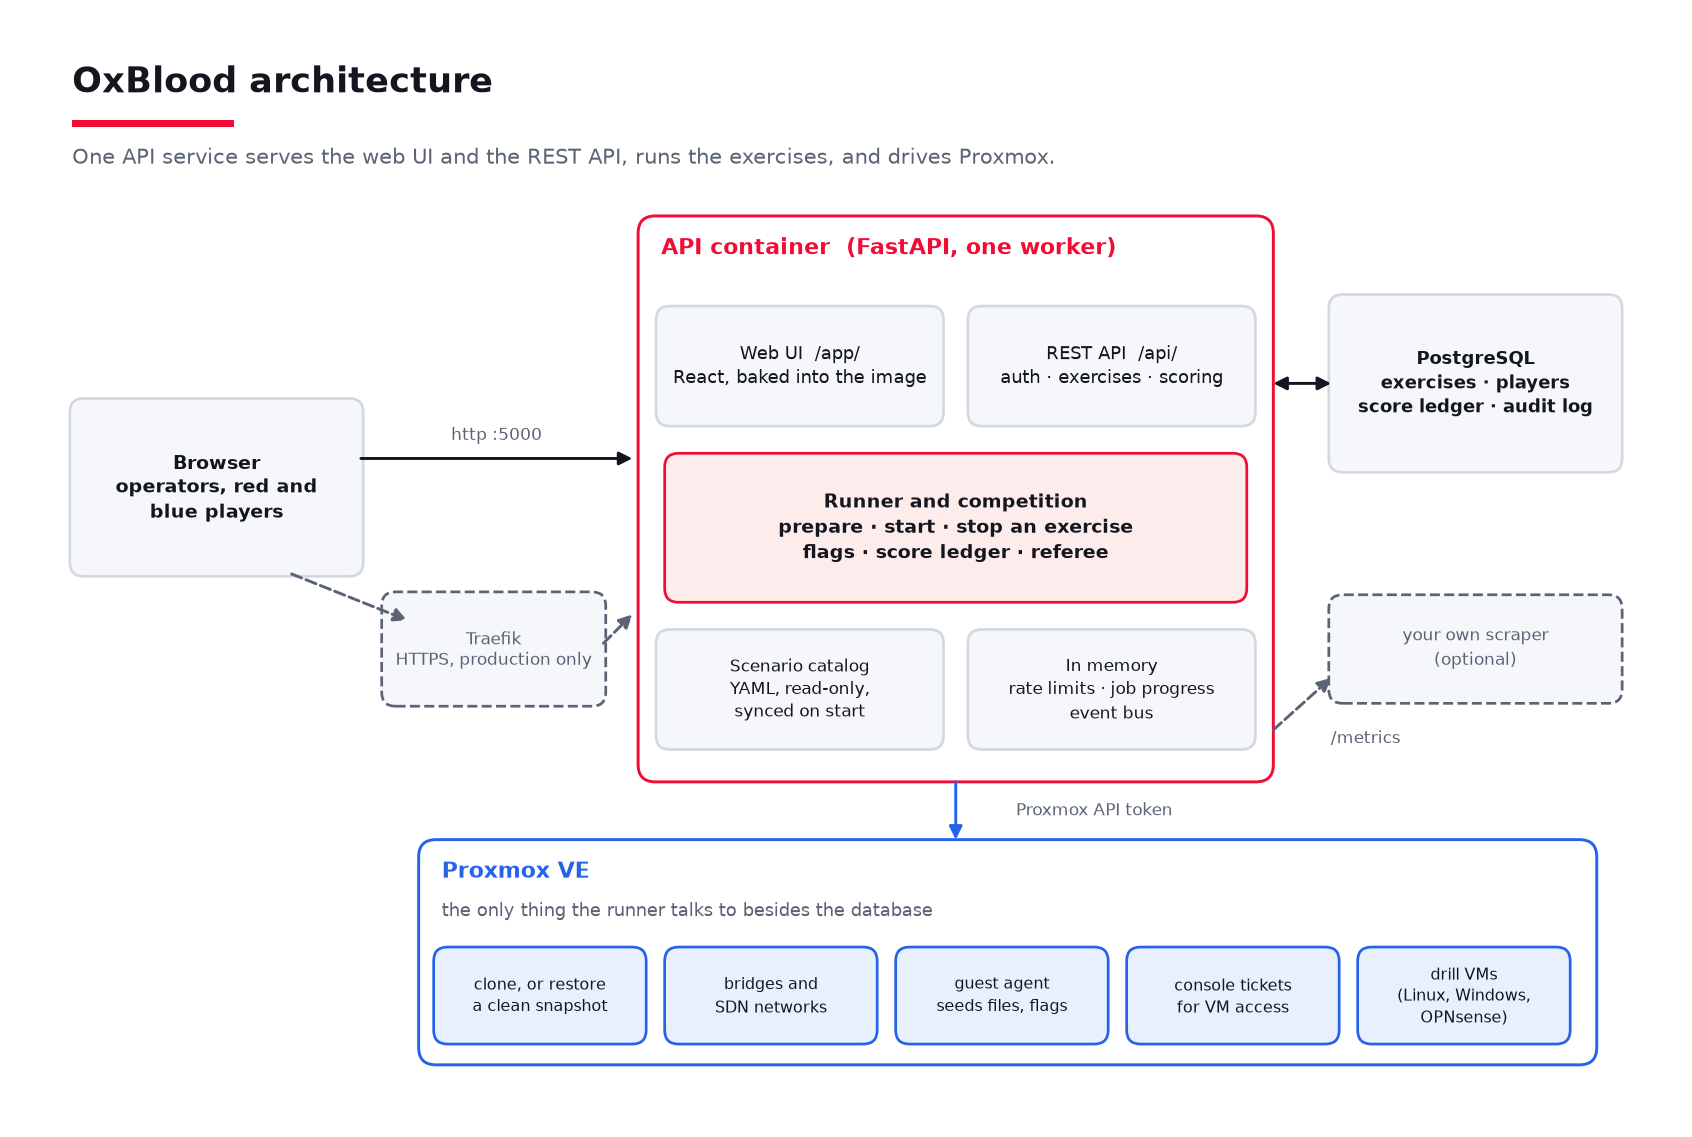 OxBlood architecture
One API service serves the web UI and the REST API, runs the exercises, and drives Proxmox.
API container  (FastAPI, one worker)
Web UI  /app/
React, baked into the image
REST API  /api/
auth · exercises · scoring
PostgreSQL
exercises · players
score ledger · audit log
http :5000
Browser
operators, red and
blue players
Runner and competition
prepare · start · stop an exercise
flags · score ledger · referee
Traefik
HTTPS, production only
Scenario catalog
YAML, read-only,
synced on start
In memory
rate limits · job progress
event bus
your own scraper
(optional)
/metrics
Proxmox API token
Proxmox VE
the only thing the runner talks to besides the database
clone, or restore
a clean snapshot
bridges and
SDN networks
guest agent
seeds files, flags
console tickets
for VM access
drill VMs
(Linux, Windows,
OPNsense)